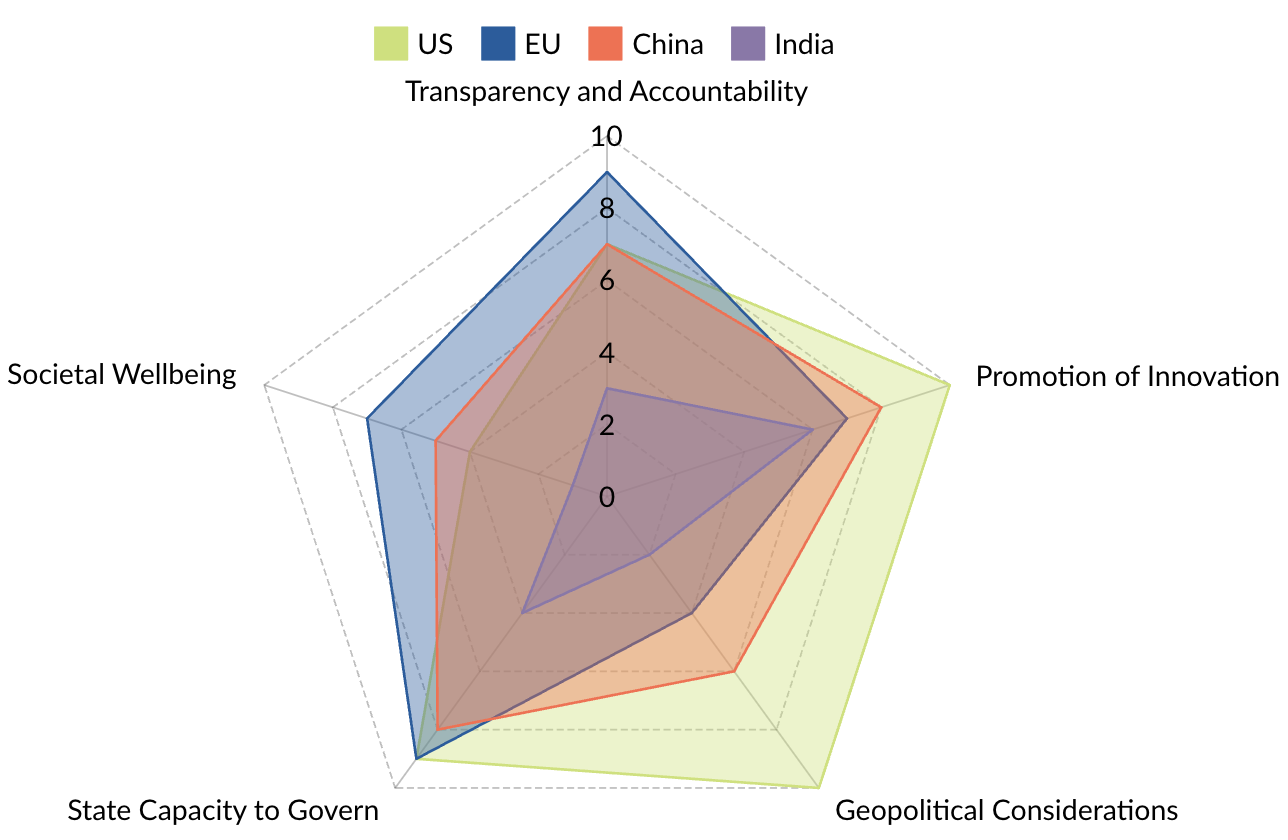 US EU China India
Transparency and Accountability
10
8
6
4
2
0
Societal Wellbeing
Promotion of Innovation
State Capacity to Govern
Geopolitical Considerations